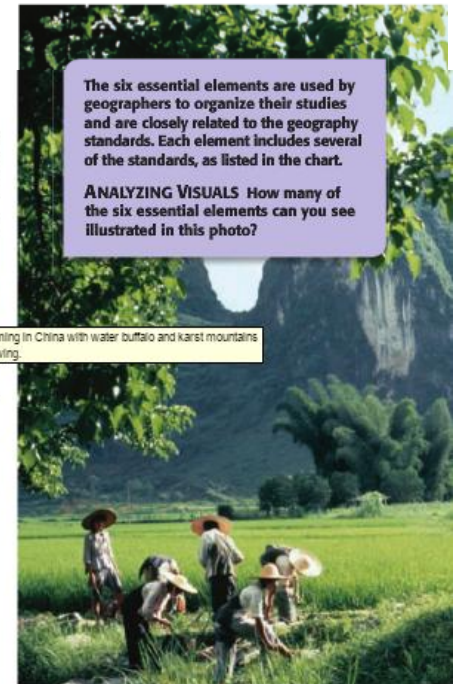 The six essential elements are used by
geographers to organize their studies
and are closely related to the geography
standards. Each element includes several
of the standards, as listed in the chart.
ANALYZING VISUALS How many of
the six essential elements can you see
illustrated in this photo?
ning in China with water buffalo and karst mountains
ving.